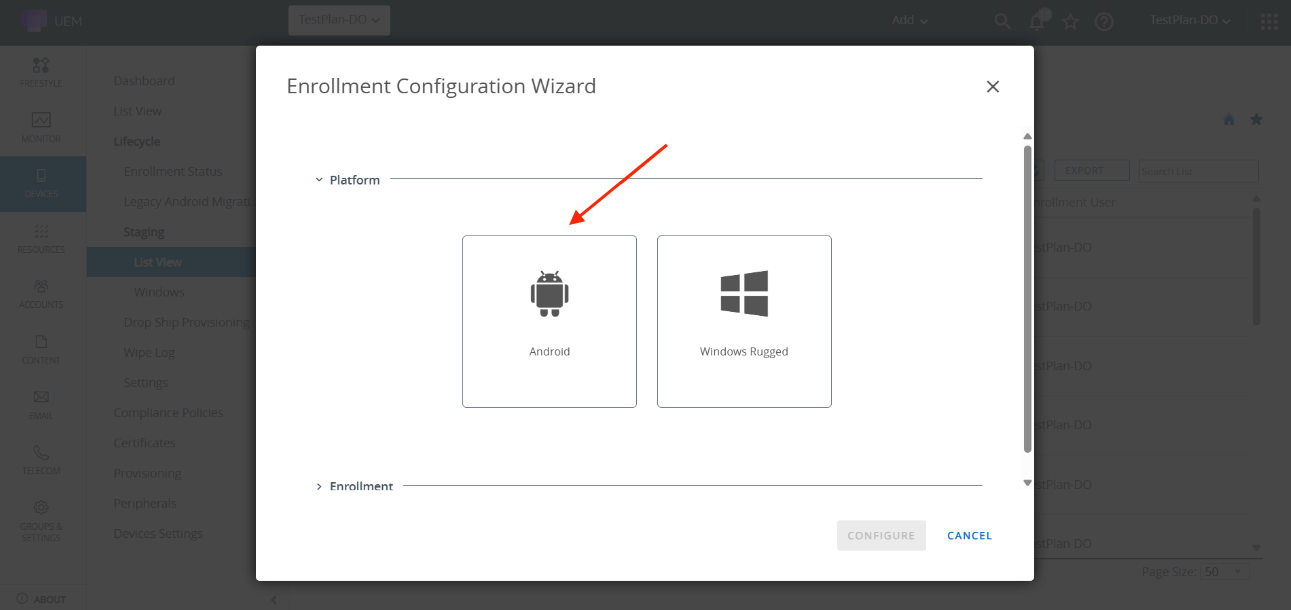 UEM
TestPlan-DO
Add
TestPlan-DO
FREESTYLE
MONITOR
DEVICES
RESOURCES
ACCOUNTS
CONTENT
EMAIL
TELECOM
GROUPS &
SETTINGS
ABOUT
Dashboard
List View
Lifecycle
Enrollment Status
Legacy Android Migrati
Staging
List View
Windows
Drop Ship Provisioning
Wipe Log
Settings
Compliance Policies
Certificates
Provisioning
Peripherals
Devices Settings
Enrollment Configuration Wizard
Platform
Android
Windows Rugged
Enrollment
CONFIGURE
CANCEL
EXPORT
Search List
nrollment User
stPlan-DO
stPlan-DO
stPlan-DO
stPlan-DO
stPlan-DO
stPlan-DO
Page Size: 50